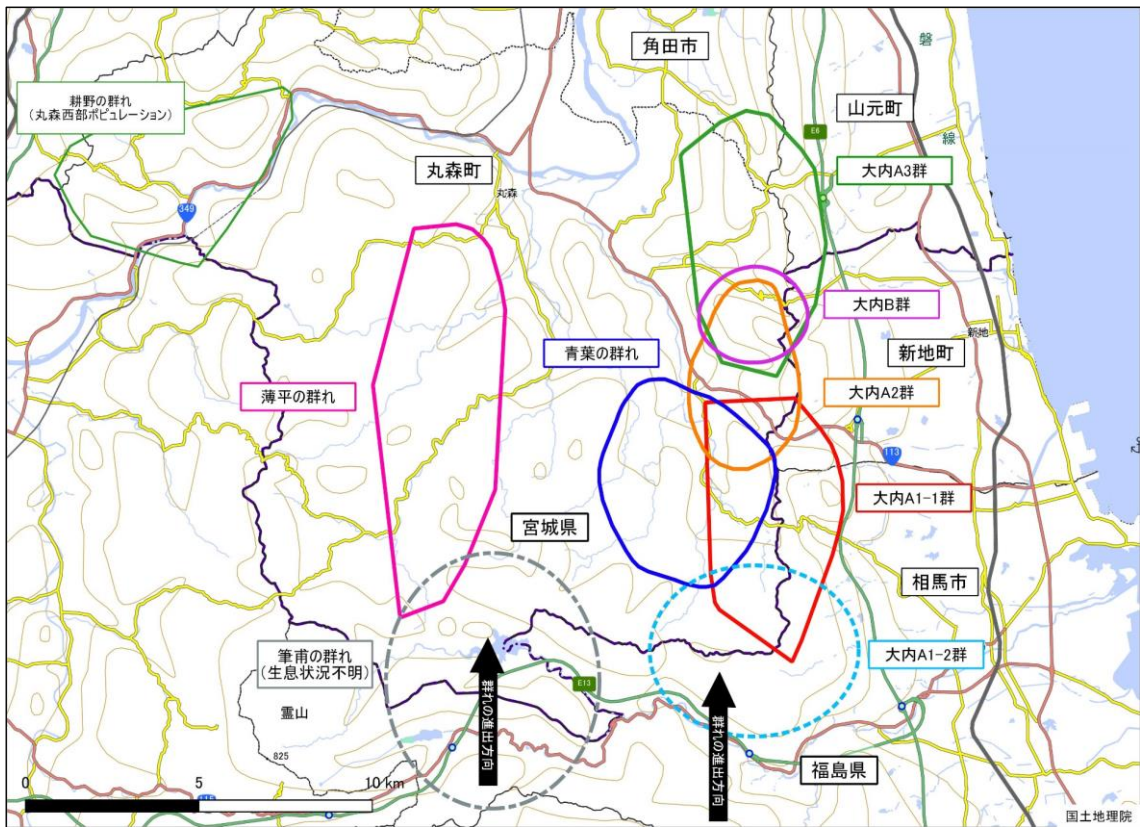 角田市
磐
耕野の群れ
(丸森西部ポピュレーション)
山元町
E6
線
丸森町
大内A3群
丸森
349
大内B群
新地
青葉の群れ
新地町
薄平の群れ
大内A2群
113
大内A1-1群
宮城県
相馬市
筆甫の群れ
(生息状況不明)
大内A1-2群
E13
群れの進出方向
群れの進出方向
霊山
825
福島県
0
5
10 km
115
国土地理院